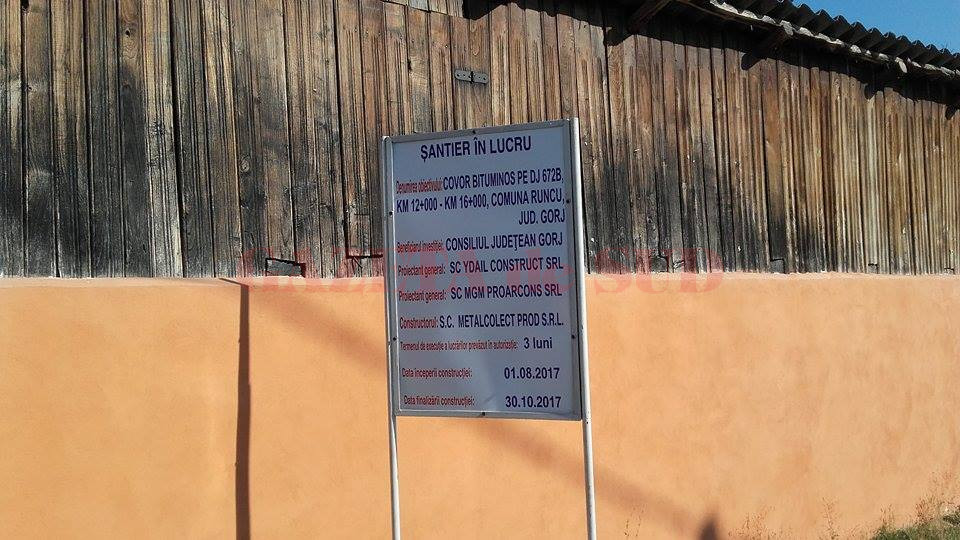 ȘANTIER ÎN LUCRU
Denumirea obiectivului: COVOR BITUMINOS PE DJ 672B,
KM 12+000 - KM 16+000, COMUNA RUNCU,
JUD. GORJ
Beneficiarul investiției: CONSILIUL JUDEȚEAN GORJ
Proiectant general: SC YDAIL CONSTRUCT SRL
Proiectant general: SC MGM PROARCONS SRL
Constructorul: S.C. METALCOLECT PROD S.R.L.
Termenul de execuție a lucrărilor prevăzut în autorizație: 3 luni
Data începerii construcției: 01.08.2017
Data finalizării construcției: 30.10.2017
SUD